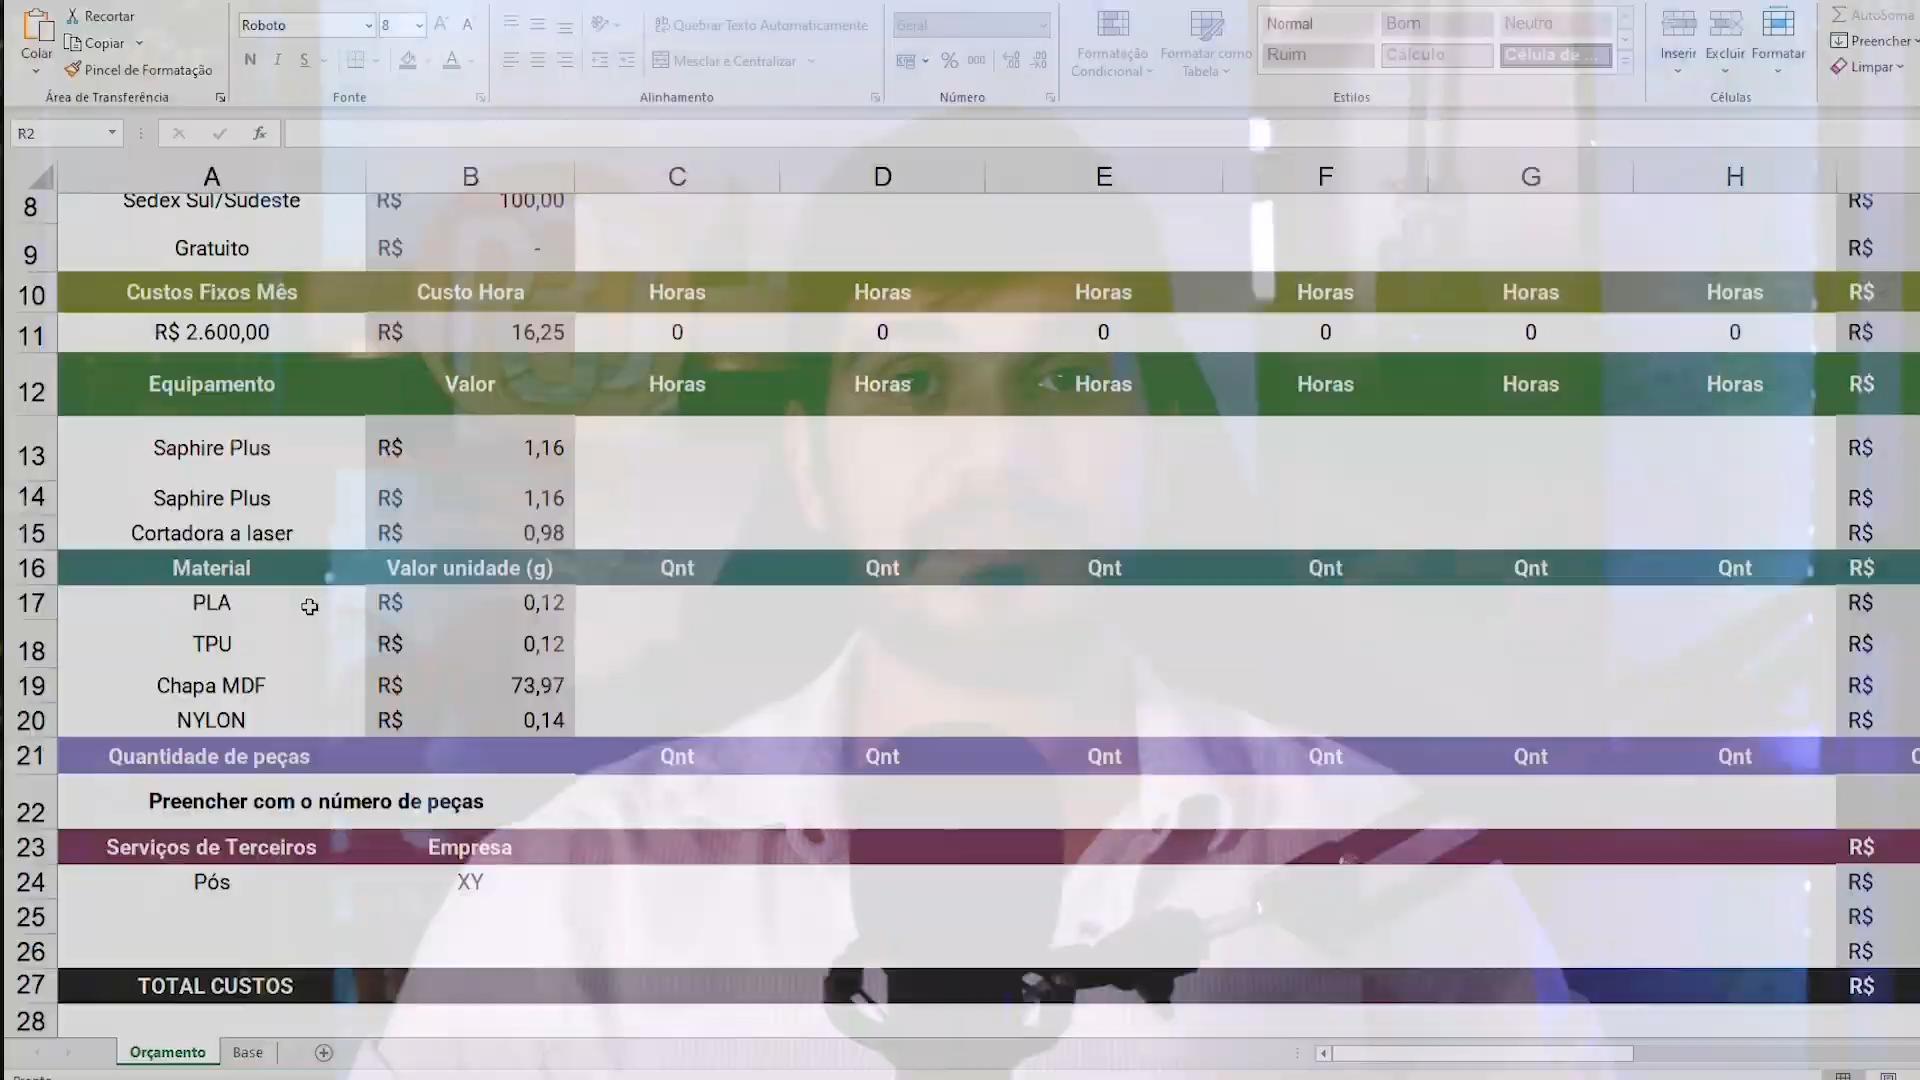 Recortar
Copiar
Pincel de Formatação
Colar
Área de Transferência
Roboto 8
N I S
Fonte
Quebrar Texto Automaticamente
Mesclar e Centralizar
Alinhamento
Geral
% 000
Número
Formatação Condicional
Formatar como Tabela
Normal Bom Neutro
Ruim Cálculo Célula de ...
Estilos
Inserir Excluir Formatar
Células
AutoSoma
Preencher
Limpar
R2 fx
A B C D E F G H
8 Sedex Sul/Sudeste R$ 100,00 R$
9 Gratuito R$ - R$
10 Custos Fixos Mês Custo Hora Horas Horas Horas Horas Horas Horas R$
11 R$ 2.600,00 R$ 16,25 0 0 0 0 0 0 R$
12 Equipamento Valor Horas Horas Horas Horas Horas Horas R$
13 Saphire Plus R$ 1,16 R$
14 Saphire Plus R$ 1,16 R$
15 Cortadora a laser R$ 0,98 R$
16 Material Valor unidade (g) Qnt Qnt Qnt Qnt Qnt Qnt R$
17 PLA R$ 0,12 R$
18 TPU R$ 0,12 R$
19 Chapa MDF R$ 73,97 R$
20 NYLON R$ 0,14 R$
21 Quantidade de peças Qnt Qnt Qnt Qnt Qnt Qnt
22 Preencher com o número de peças
23 Serviços de Terceiros Empresa R$
24 Pós XY R$
25 R$
26 R$
27 TOTAL CUSTOS R$
28
Orçamento Base